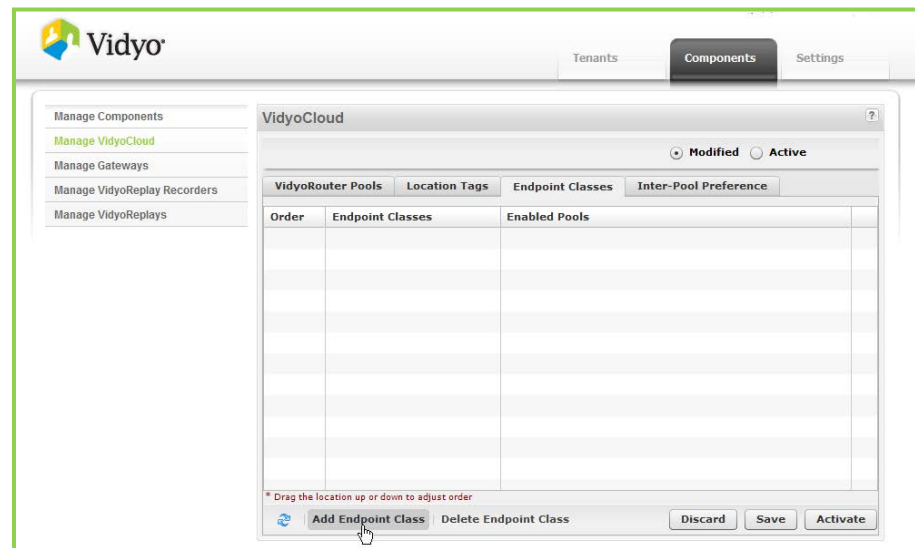 Vidyo
Tenants Components Settings
Manage Components
Manage VidyoCloud
Manage Gateways
Manage VidyoReplay Recorders
Manage VidyoReplays
VidyoCloud ?
Modified Active
VidyoRouter Pools Location Tags Endpoint Classes Inter-Pool Preference
Order Endpoint Classes Enabled Pools
* Drag the location up or down to adjust order
Add Endpoint Class Delete Endpoint Class Discard Save Activate